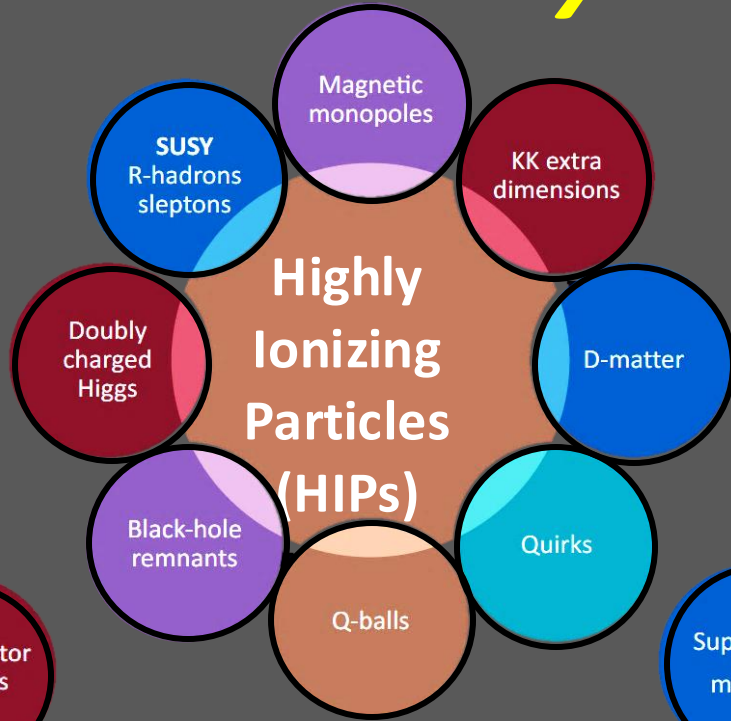 Magnetic
monopoles
SUSY
R-hadrons
sleptons
KK extra
dimensions
Highly
Ionizing
Particles
(HIPs)
Doubly
charged
Higgs
D-matter
Black-hole
remnants
Quirks
Q-balls